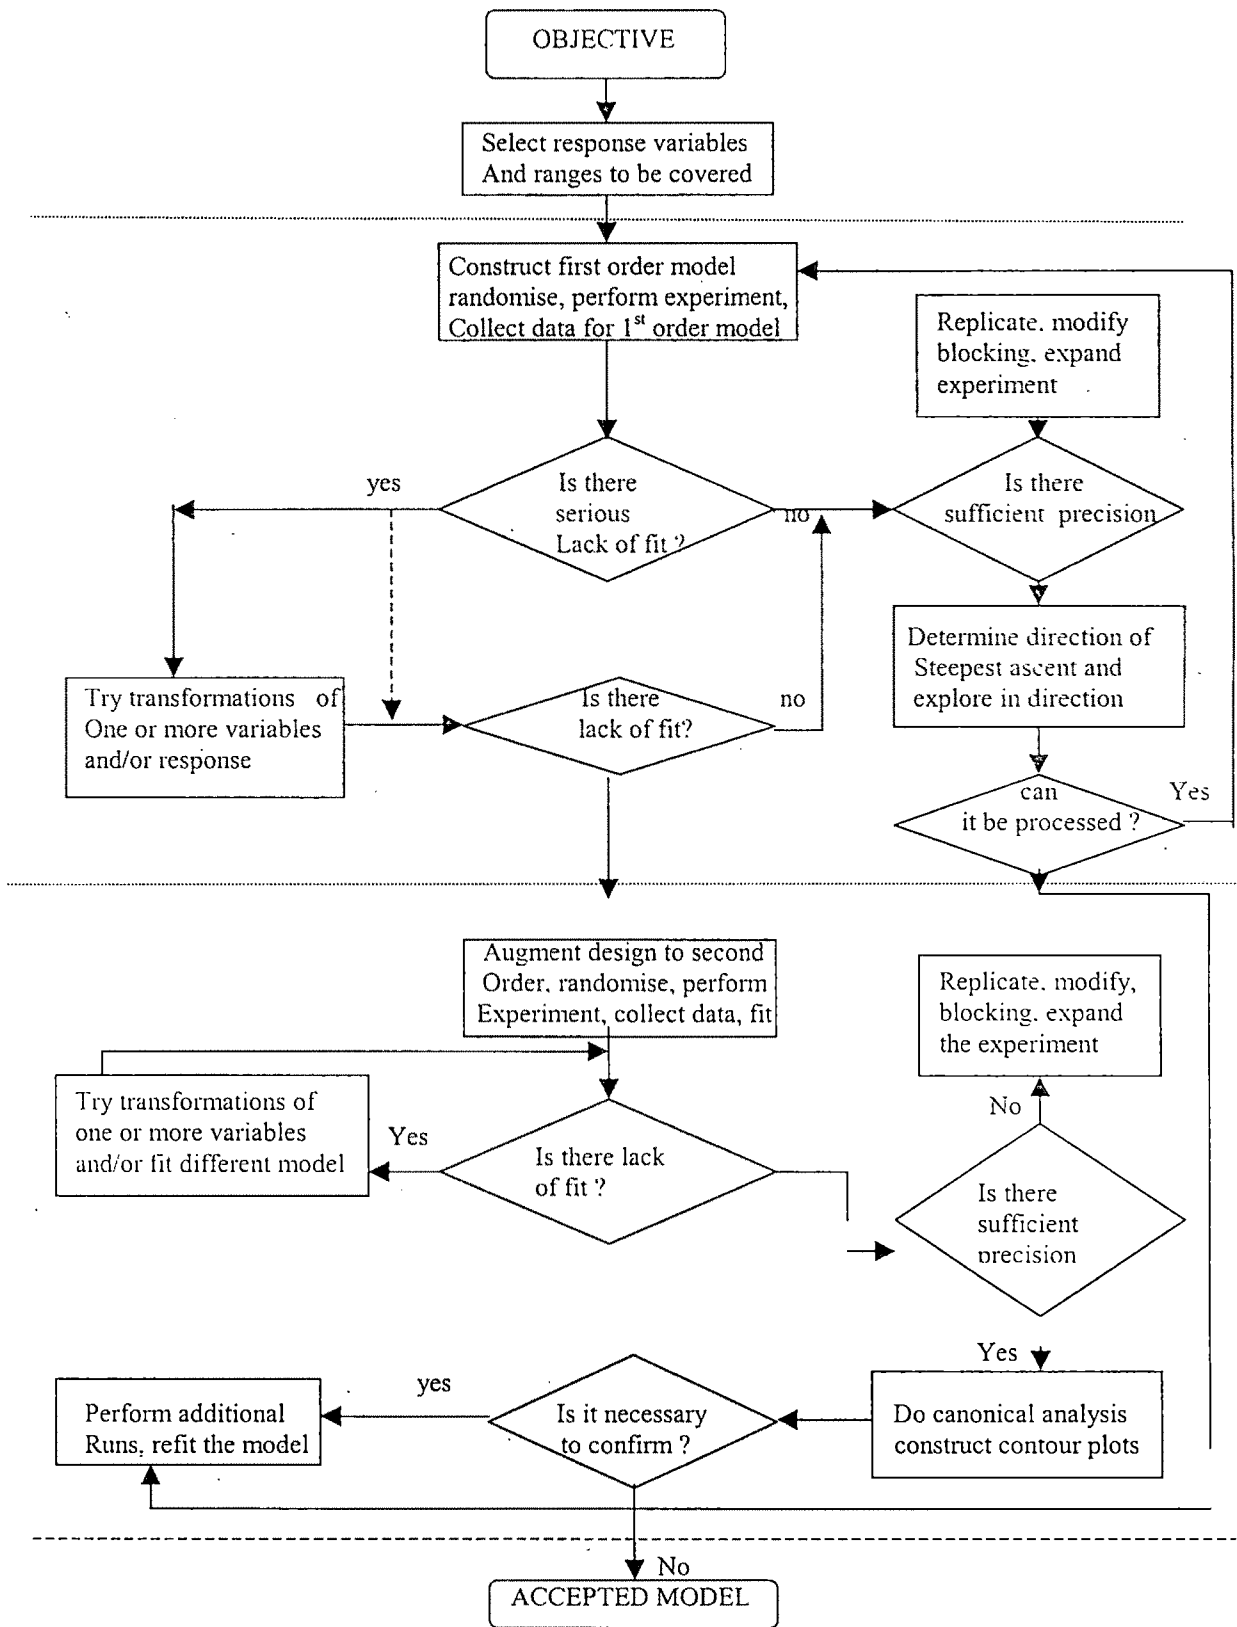 OBJECTIVE
Select response variables
And ranges to be covered
Construct first order model
randomise, perform experiment,
Collect data for 1st order model
Replicate, modify
blocking, expand
experiment
yes
Is there
serious
Lack of fit ?
no
Is there
sufficient precision
Try transformations of
One or more variables
and/or response
Is there
lack of fit?
no
Determine direction of
Steepest ascent and
explore in direction
can
it be processed ?
Yes
Augment design to second
Order, randomise, perform
Experiment, collect data, fit
Replicate, modify,
blocking, expand
the experiment
Try transformations of
one or more variables
and/or fit different model
Yes
Is there lack
of fit ?
No
Is there
sufficient
precision
Yes
Perform additional
Runs, refit the model
yes
Is it necessary
to confirm ?
Do canonical analysis
construct contour plots
No
ACCEPTED MODEL